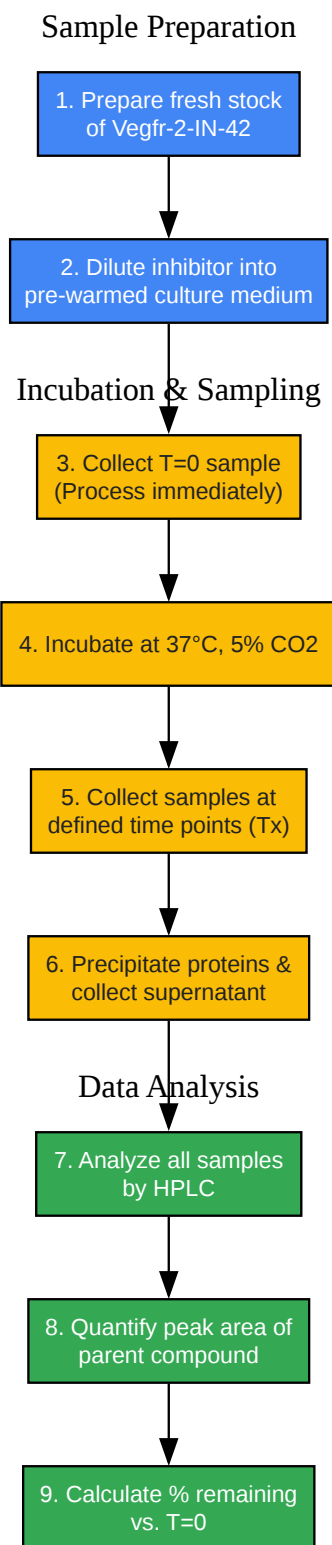 Sample Preparation
1. Prepare fresh stock
of Vegfr-2-IN-42
2. Dilute inhibitor into
pre-warmed culture medium
Incubation & Sampling
3. Collect T=0 sample
(Process immediately)
4. Incubate at 37°C, 5% CO2
5. Collect samples at
defined time points (Tx)
6. Precipitate proteins &
collect supernatant
Data Analysis
7. Analyze all samples
by HPLC
8. Quantify peak area of
parent compound
9. Calculate % remaining
vs. T=0